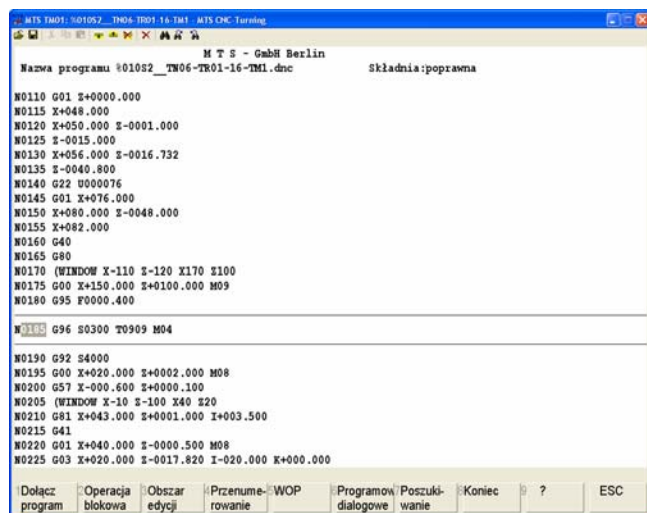 MTS TM01: %010S2__TN06-TR01-16-TM1 - MTS CNC-Turning
M T S - GmbH Berlin
Nazwa programu %010S2__TN06-TR01-16-TM1.dnc Składnia:poprawna
N0110 G01 Z+0000.000
N0115 X+048.000
N0120 X+050.000 Z-0001.000
N0125 Z-0015.000
N0130 X+056.000 Z-0016.732
N0135 Z-0040.800
N0140 G22 U000076
N0145 G01 X+076.000
N0150 X+080.000 Z-0048.000
N0155 X+082.000
N0160 G40
N0165 G80
N0170 (WINDOW X-110 Z-120 X170 Z100
N0175 G00 X+150.000 Z+0100.000 M09
N0180 G95 F0000.400
N0185 G96 S0300 T0909 M04
N0190 G92 S4000
N0195 G00 X+020.000 Z+0002.000 M08
N0200 G57 X-000.600 Z+0000.100
N0205 (WINDOW X-10 Z-100 X40 Z20
N0210 G81 X+043.000 Z+0001.000 I+003.500
N0215 G41
N0220 G01 X+040.000 Z-0000.500 M08
N0225 G03 X+020.000 Z-0017.820 I-020.000 K+000.000
1 Dołącz 2 Operacja 3 Obszar 4 Przenume- 5 WOP 6 Programow 7 Poszuki- 8 Koniec 9 ? ESC
program blokowa edycji rowanie dialogowe wanie